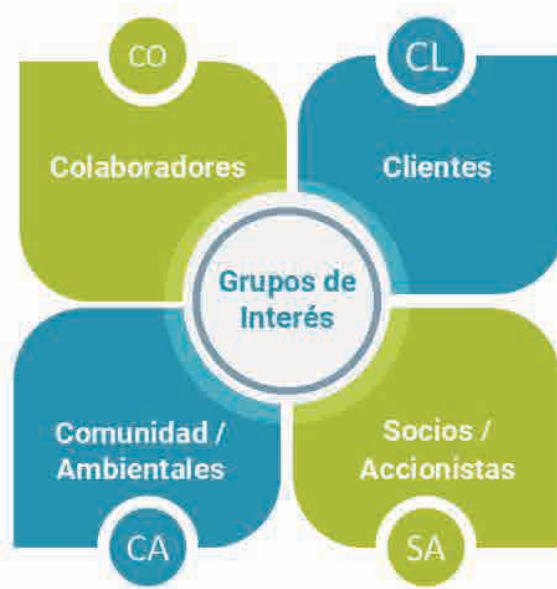 CO
CL
Colaboradores
Clientes
Grupos de
Interés
Comunidad /
Ambientales
Socios /
Accionistas
CA
SA